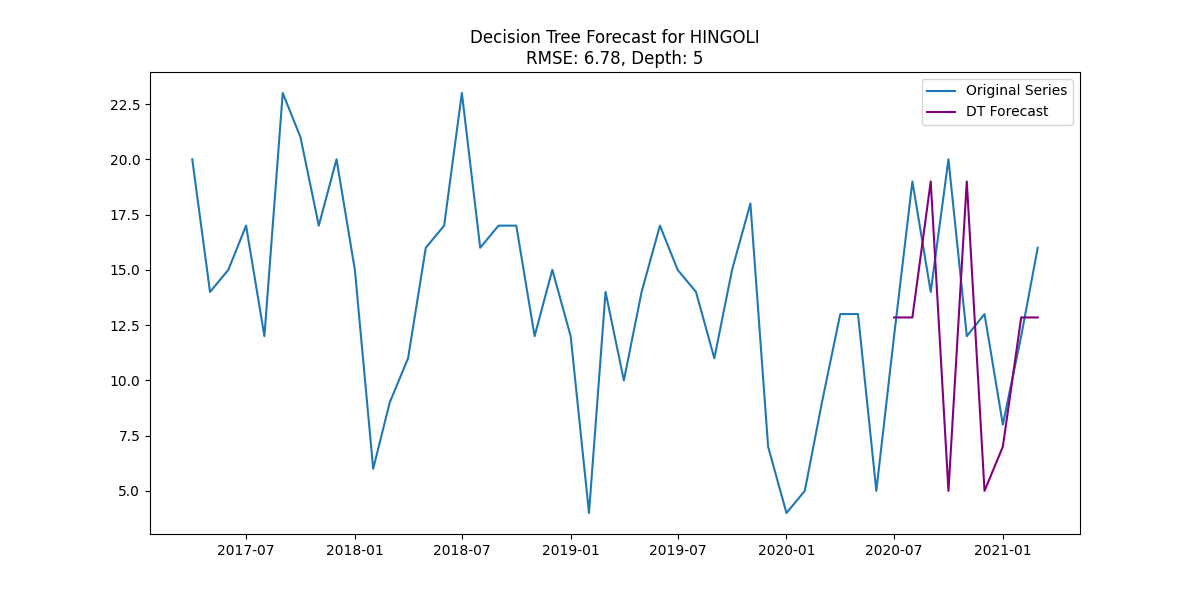 Decision Tree Forecast for HINGOLI
RMSE: 6.78, Depth: 5
Original Series
DT Forecast
22.5
20.0
17.5
15.0
12.5
10.0
7.5
5.0
2017-07 2018-01 2018-07 2019-01 2019-07 2020-01 2020-07 2021-01